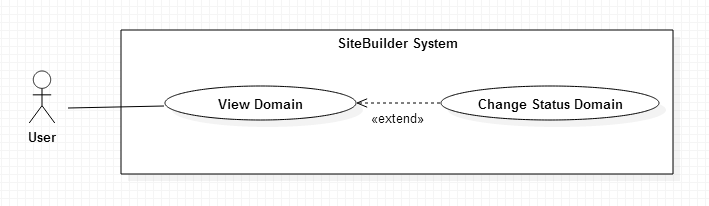 SiteBuilder System
View Domain
Change Status Domain
«extend»
User